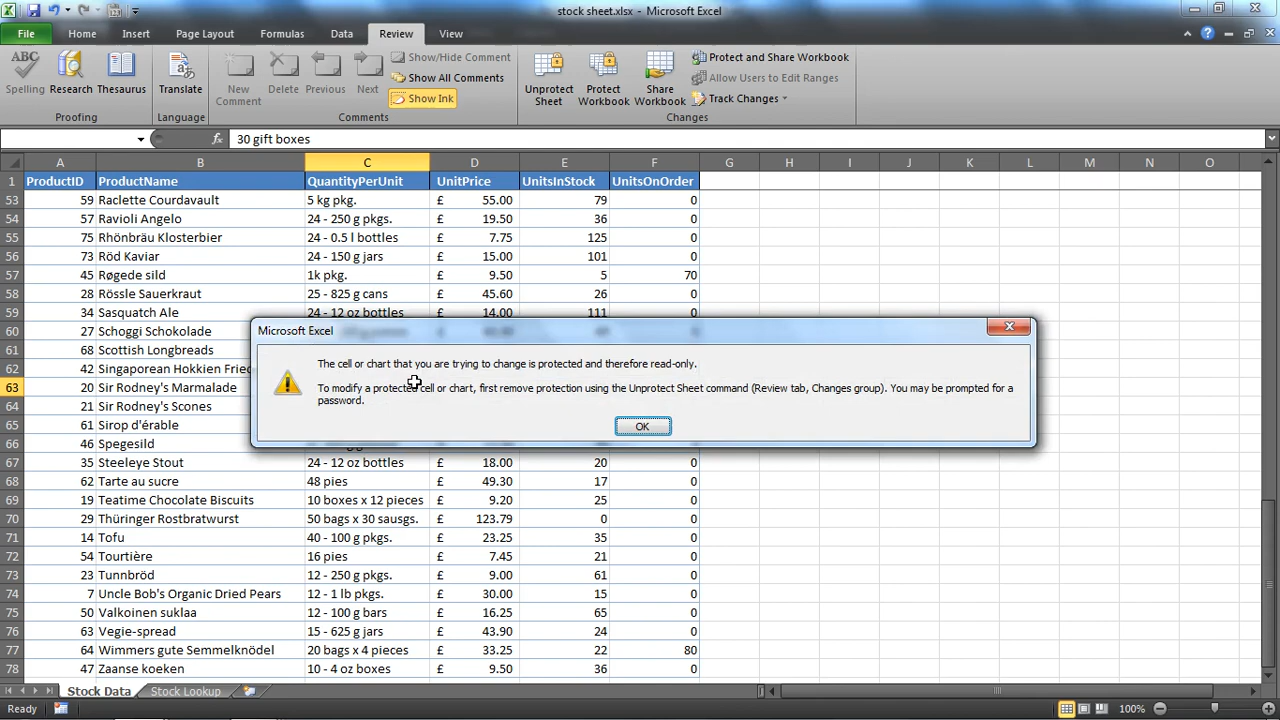 stock sheet.xlsx - Microsoft Excel
File Home Insert Page Layout Formulas Data Review View
ABC
Spelling Research Thesaurus
Proofing
Translate
Language
New Comment Delete Previous Next
Show/Hide Comment
Show All Comments
Show Ink
Comments
Unprotect Sheet Protect Workbook Share Workbook
Protect and Share Workbook
Allow Users to Edit Ranges
Track Changes
Changes
fx 30 gift boxes
A B C D E F G H I J K L M N O
1 ProductID ProductName QuantityPerUnit UnitPrice UnitsInStock UnitsOnOrder
53 59 Raclette Courdavault 5 kg pkg. £ 55.00 79 0
54 57 Ravioli Angelo 24 - 250 g pkgs. £ 19.50 36 0
55 75 Rhönbräu Klosterbier 24 - 0.5 l bottles £ 7.75 125 0
56 73 Röd Kaviar 24 - 150 g jars £ 15.00 101 0
57 45 Røgede sild 1k pkg. £ 9.50 5 70
58 28 Rössle Sauerkraut 25 - 825 g cans £ 45.60 26 0
59 34 Sasquatch Ale 24 - 12 oz bottles £ 14.00 111 0
60 27 Schoggi Schokolade
61 68 Scottish Longbreads
62 42 Singaporean Hokkien Fried
63 20 Sir Rodney's Marmalade
64 21 Sir Rodney's Scones
65 61 Sirop d'érable
66 46 Spegesild
67 35 Steeleye Stout 24 - 12 oz bottles £ 18.00 20 0
68 62 Tarte au sucre 48 pies £ 49.30 17 0
69 19 Teatime Chocolate Biscuits 10 boxes x 12 pieces £ 9.20 25 0
70 29 Thüringer Rostbratwurst 50 bags x 30 sausgs. £ 123.79 0 0
71 14 Tofu 40 - 100 g pkgs. £ 23.25 35 0
72 54 Tourtière 16 pies £ 7.45 21 0
73 23 Tunnbröd 12 - 250 g pkgs. £ 9.00 61 0
74 7 Uncle Bob's Organic Dried Pears 12 - 1 lb pkgs. £ 30.00 15 0
75 50 Valkoinen suklaa 12 - 100 g bars £ 16.25 65 0
76 63 Vegie-spread 15 - 625 g jars £ 43.90 24 0
77 64 Wimmers gute Semmelknödel 20 bags x 4 pieces £ 33.25 22 80
78 47 Zaanse koeken 10 - 4 oz boxes £ 9.50 36 0
Microsoft Excel
The cell or chart that you are trying to change is protected and therefore read-only.
To modify a protected cell or chart, first remove protection using the Unprotect Sheet command (Review tab, Changes group). You may be prompted for a
password.
OK
Stock Data Stock Lookup
Ready 100%